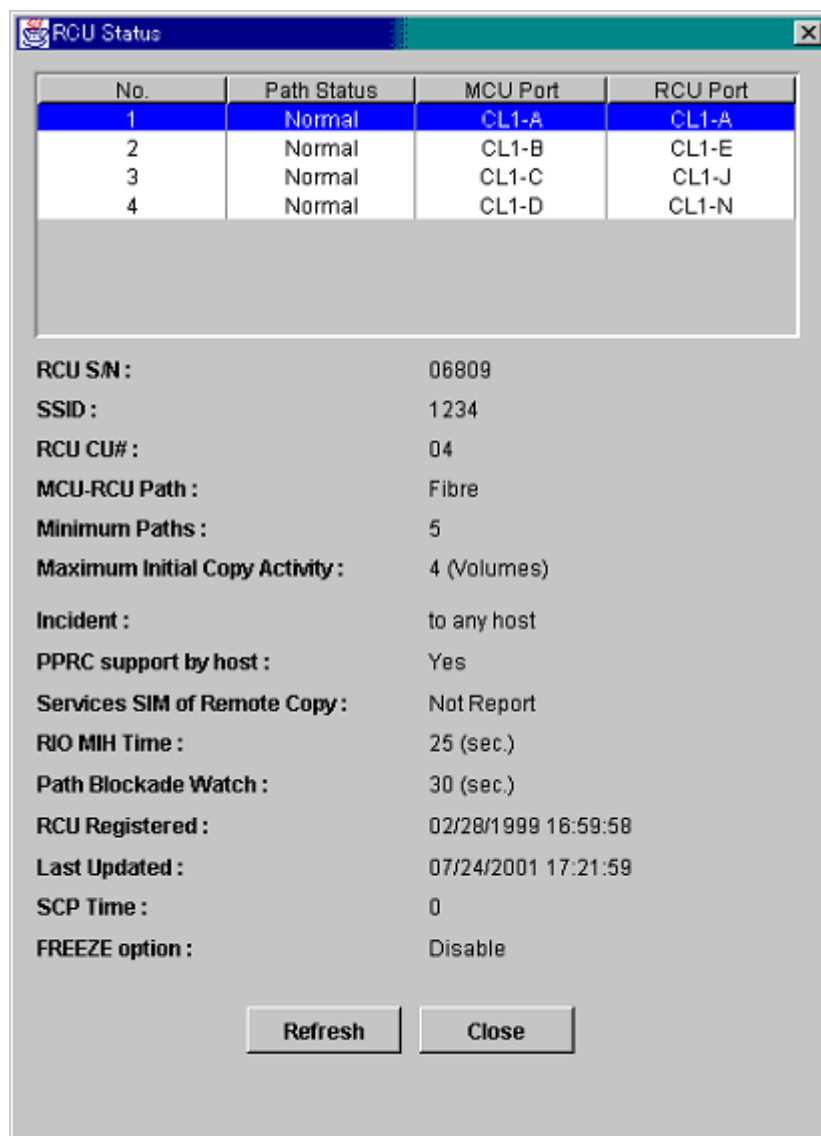 RCU Status
No. Path Status MCU Port RCU Port
1 Normal CL1-A CL1-A
2 Normal CL1-B CL1-E
3 Normal CL1-C CL1-J
4 Normal CL1-D CL1-N
RCU S/N : 06809
SSID : 1234
RCU CU# : 04
MCU-RCU Path : Fibre
Minimum Paths : 5
Maximum Initial Copy Activity : 4 (Volumes)
Incident : to any host
PPRC support by host : Yes
Services SIM of Remote Copy : Not Report
RIO MIH Time : 25 (sec.)
Path Blockade Watch : 30 (sec.)
RCU Registered : 02/28/1999 16:59:58
Last Updated : 07/24/2001 17:21:59
SCP Time : 0
FREEZE option : Disable
Refresh Close